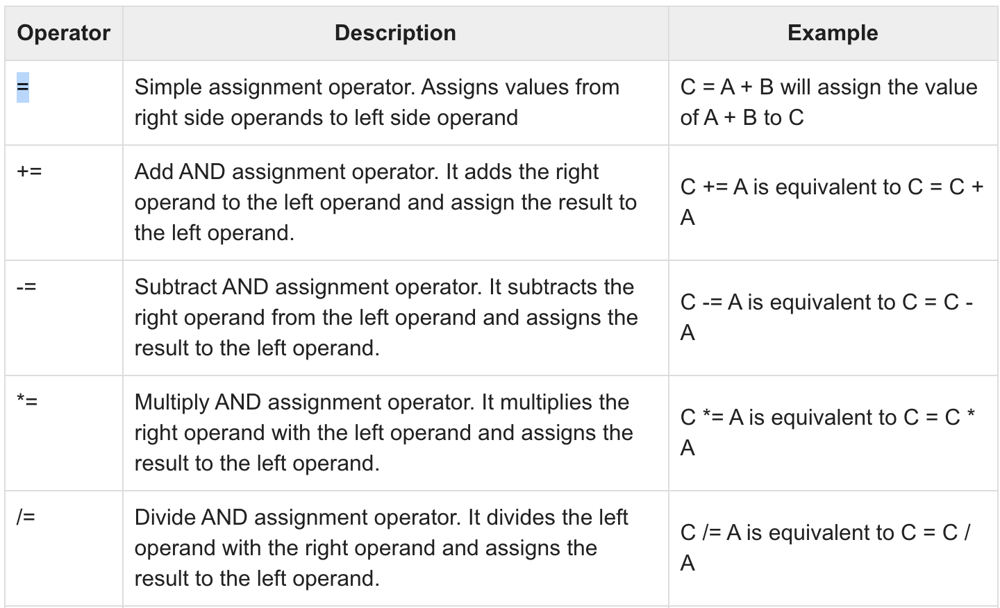 Operator Description Example
=
Simple assignment operator. Assigns values from
right side operands to left side operand
C = A + B will assign the value
of A + B to C
+=
Add AND assignment operator. It adds the right
operand to the left operand and assign the result to
the left operand.
C += A is equivalent to C = C +
A
-=
Subtract AND assignment operator. It subtracts the
right operand from the left operand and assigns the
result to the left operand.
C -= A is equivalent to C = C -
A
*=
Multiply AND assignment operator. It multiplies the
right operand with the left operand and assigns the
result to the left operand.
C *= A is equivalent to C = C *
A
/=
Divide AND assignment operator. It divides the left
operand with the right operand and assigns the
result to the left operand.
C /= A is equivalent to C = C /
A